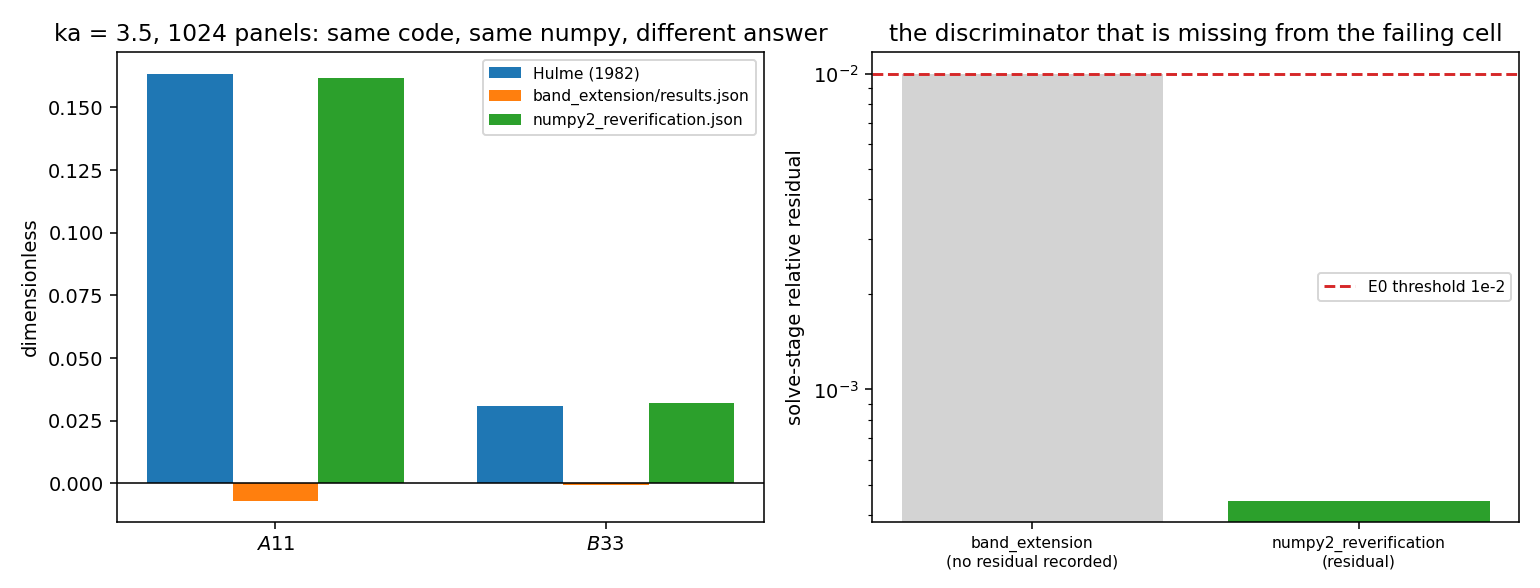 ka = 3.5, 1024 panels: same code, same numpy, different answer
dimensionless
0.150
0.125
0.100
0.075
0.050
0.025
0.000
Hulme (1982)
band_extension/results.json
numpy2_reverification.json
A11
B33
the discriminator that is missing from the failing cell
solve-stage relative residual
10⁻²
10⁻³
E0 threshold 1e-2
band_extension
(no residual recorded)
numpy2_reverification
(residual)